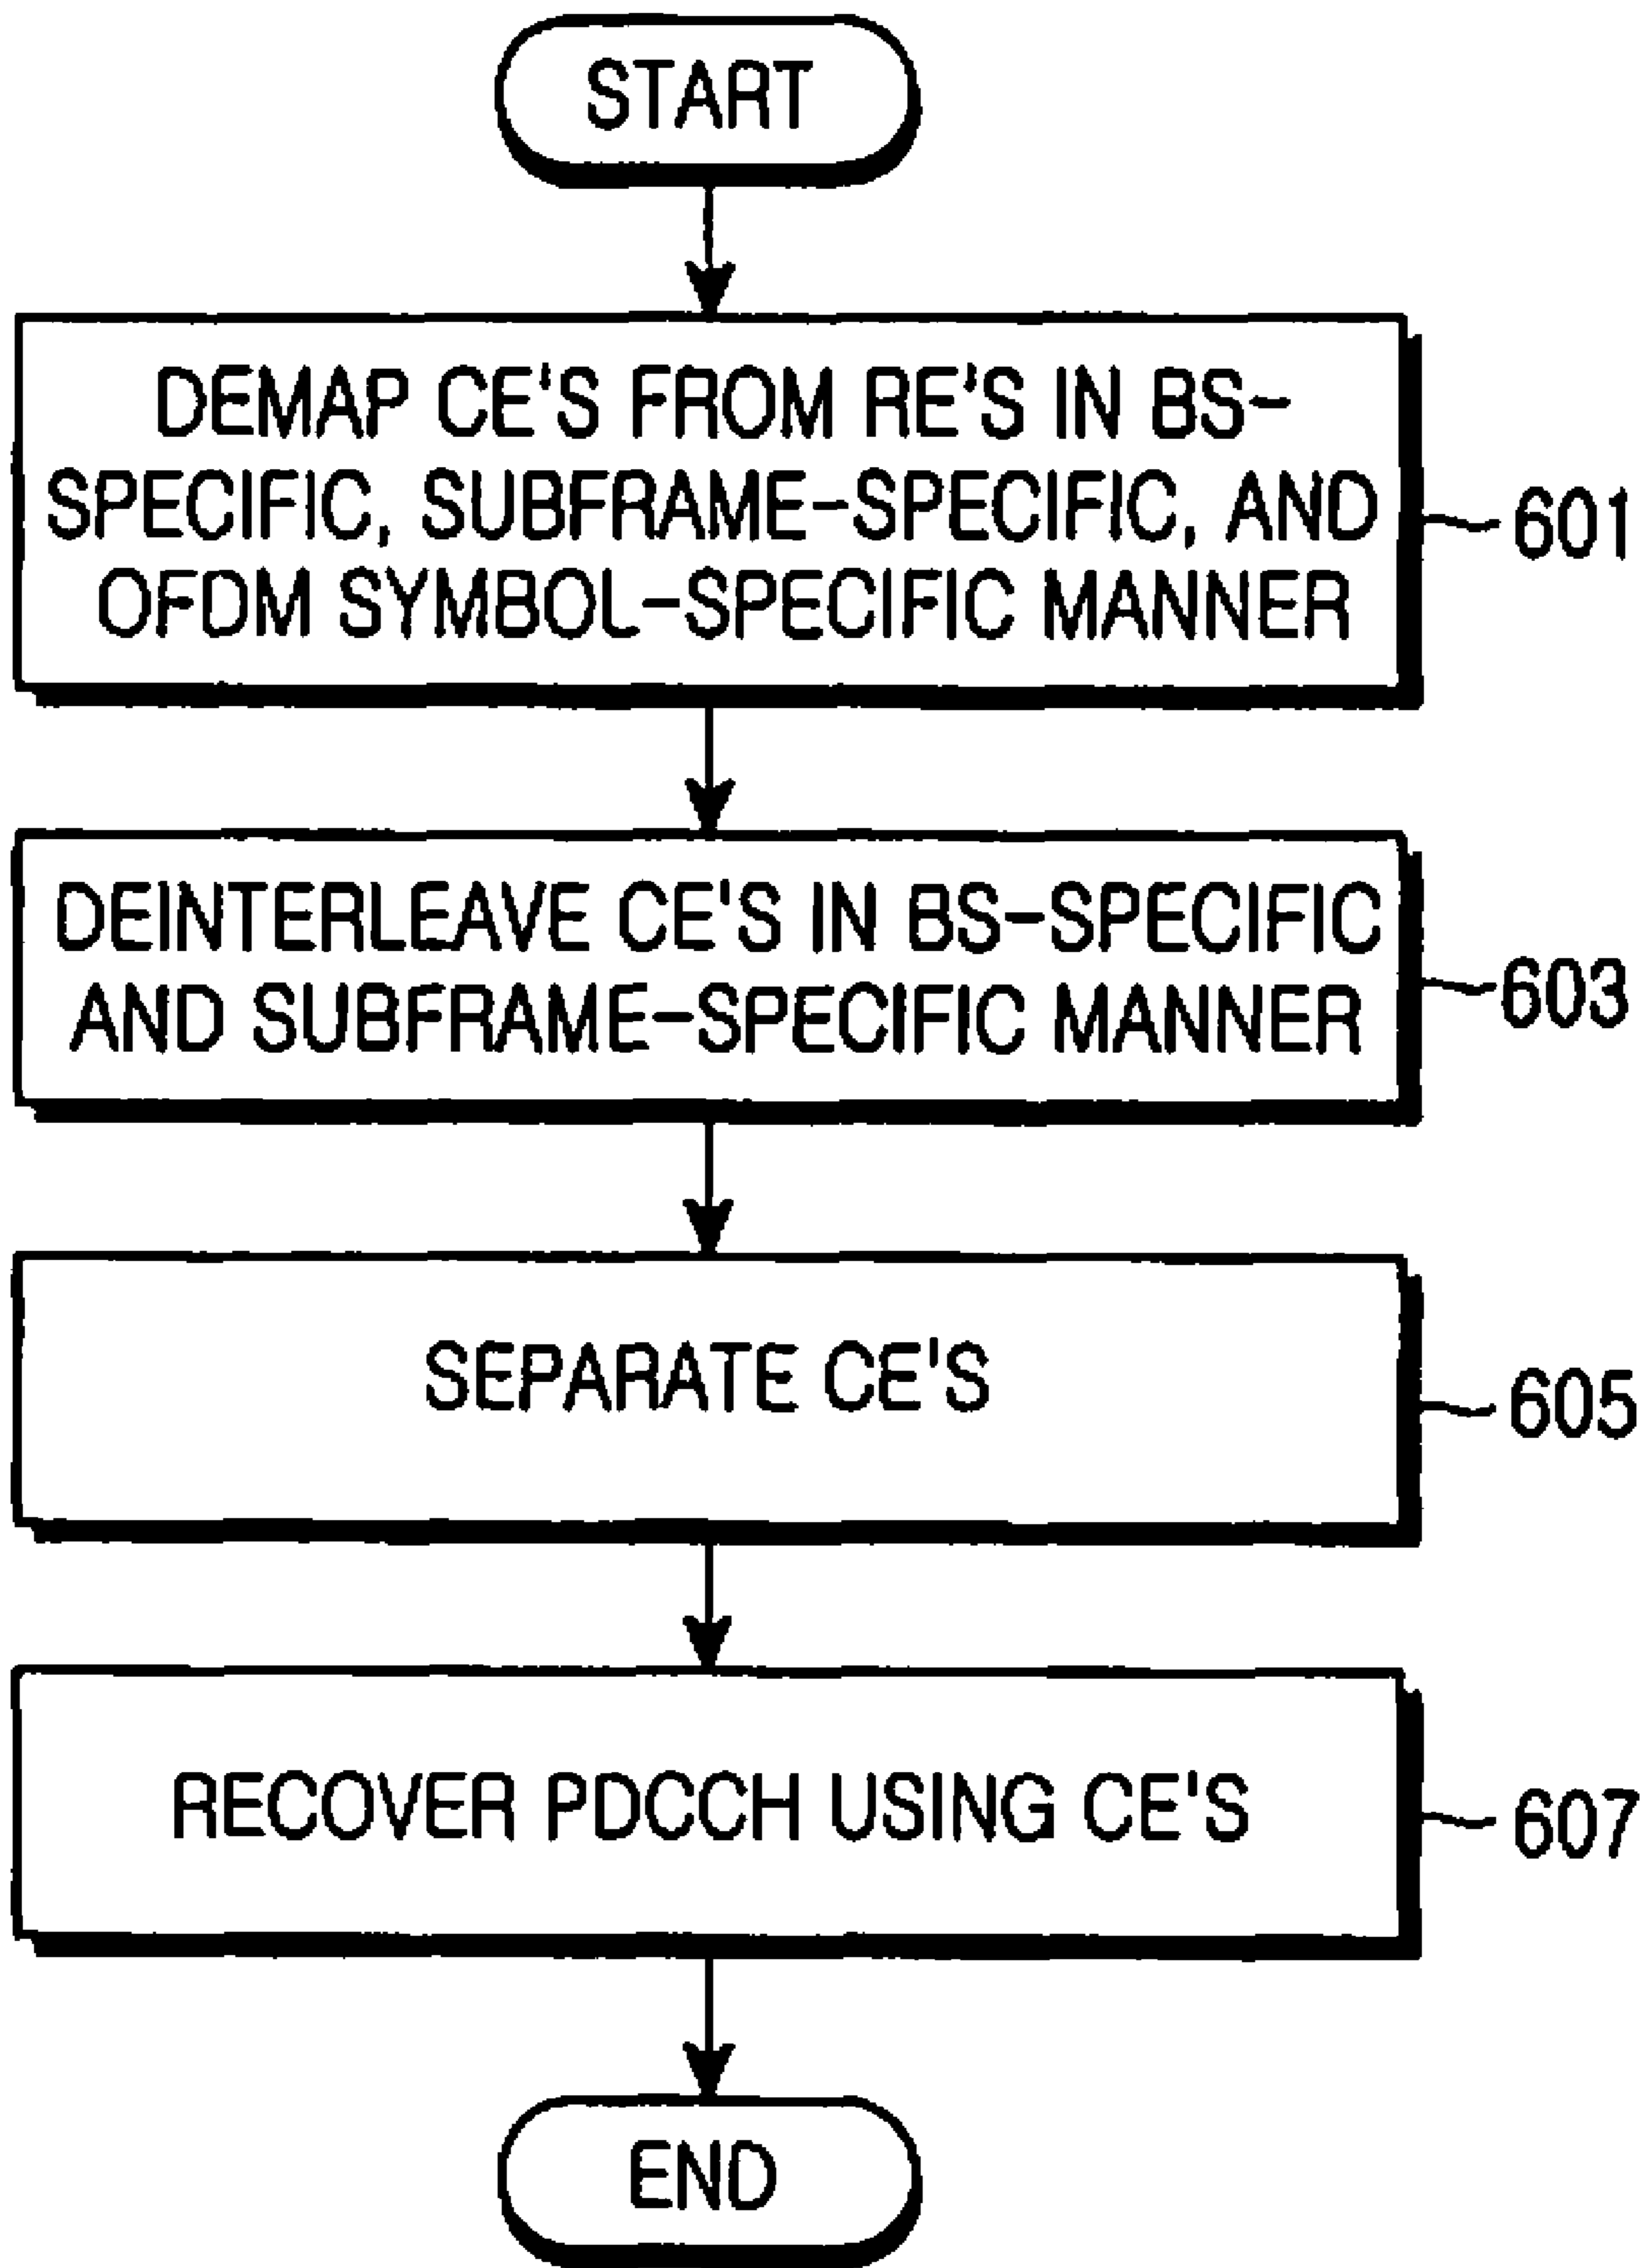 START
DEMAP CE'S FROM RE'S IN BS-
SPECIFIC, SUBFRAME-SPECIFIC, AND
OFDM SYMBOL-SPECIFIC MANNER
601
DEINTERLEAVE CE'S IN BS-SPECIFIC
AND SUBFRAME-SPECIFIC MANNER
603
SEPARATE CE'S
605
RECOVER PDCCH USING CE'S
607
END